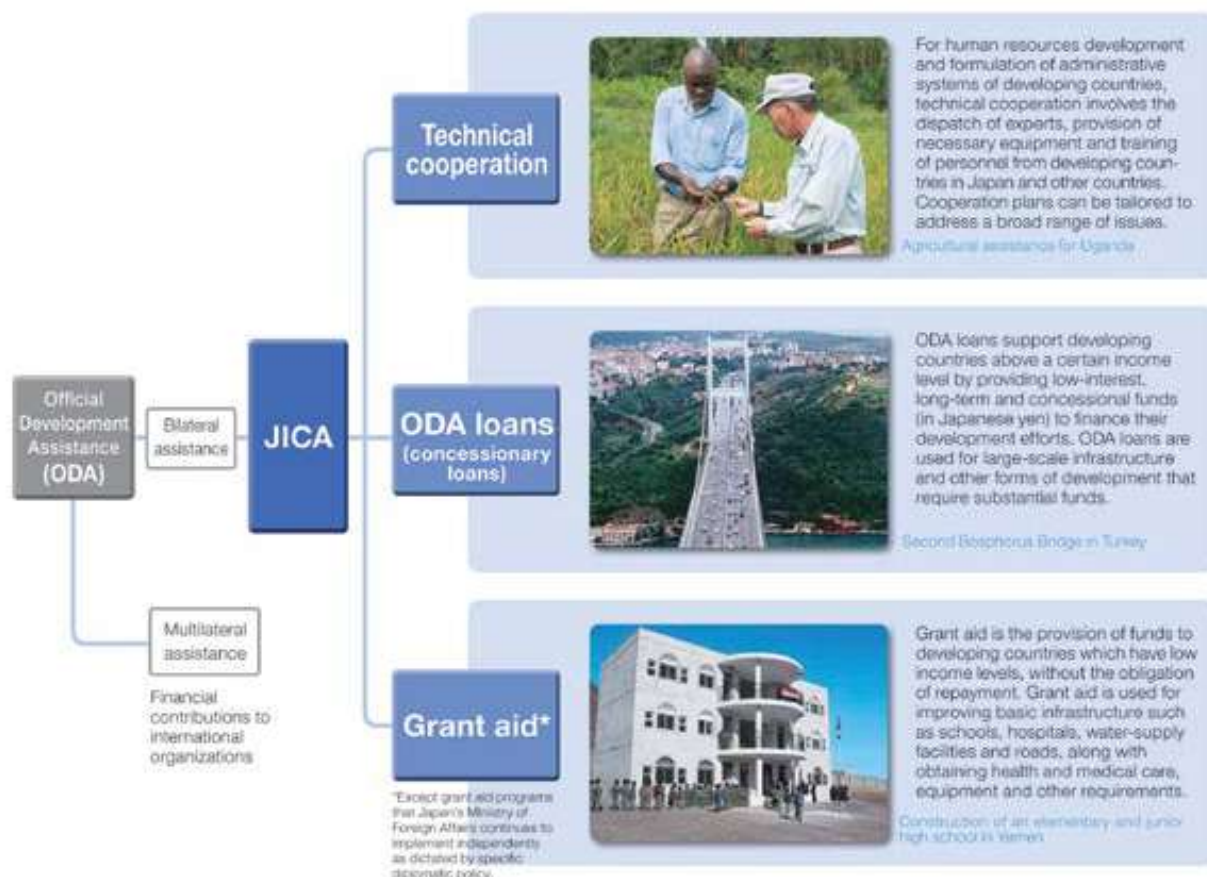 Official
Development
Assistance
(ODA)
Bilateral
assistance
JICA
Multilateral
assistance
Financial
contributions to
international
organizations
Technical
cooperation
For human resources development
and formulation of administrative
systems of developing countries,
technical cooperation involves the
dispatch of experts, provision of
necessary equipment and training
of personnel from developing coun-
tries in Japan and other countries.
Cooperation plans can be tailored to
address a broad range of issues.
Agricultural assistance for Uganda
ODA loans
(concessionary
loans)
ODA loans support developing
countries above a certain income
level by providing low-interest,
long-term and concessional funds
(in Japanese yen) to finance their
development efforts. ODA loans are
used for large-scale infrastructure
and other forms of development that
require substantial funds.
Second Bosphorus Bridge in Turkey
Grant aid*
*Except grant aid programs
that Japan's Ministry of
Foreign Affairs continues to
implement independently
as dictated by specific
diplomatic policy.
Grant aid is the provision of funds to
developing countries which have low
income levels, without the obligation
of repayment. Grant aid is used for
improving basic infrastructure such
as schools, hospitals, water-supply
facilities and roads, along with
obtaining health and medical care,
equipment and other requirements.
Construction of an elementary and junior
high school in Yemen